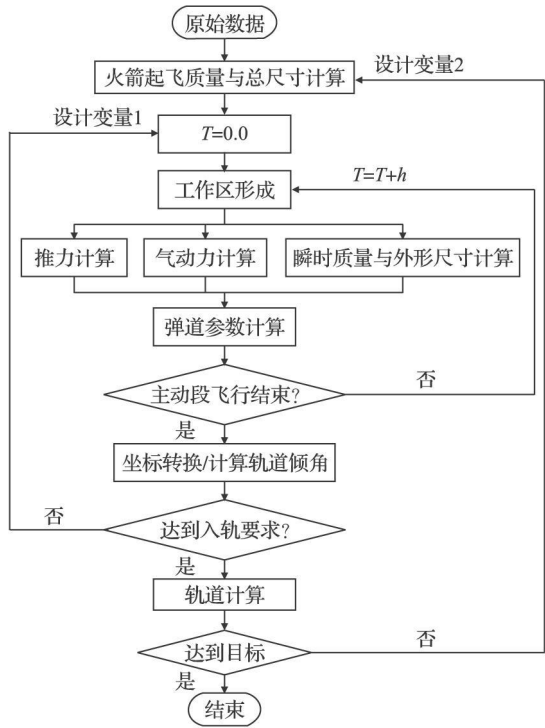 原始数据
火箭起飞质量与总尺寸计算
设计变量2
设计变量1
T=0.0
T=T+h
工作区形成
推力计算
气动力计算
瞬时质量与外形尺寸计算
弹道参数计算
主动段飞行结束?
否
是
坐标转换/计算轨道倾角
否
达到入轨要求?
是
轨道计算
达到目标
否
是
结束